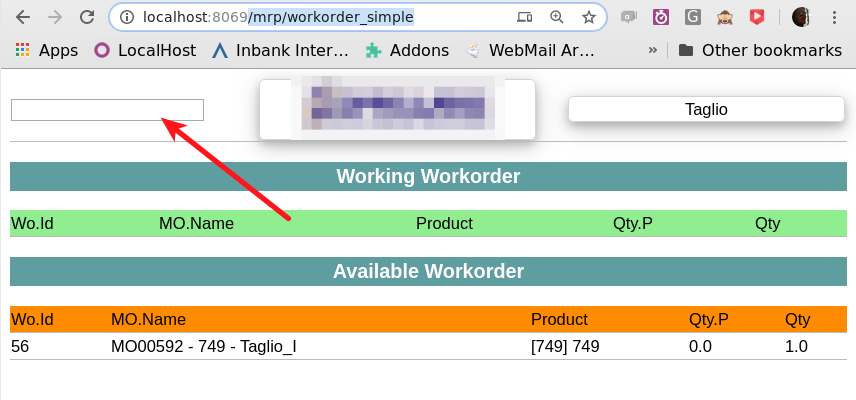 localhost:8069/mrp/workorder_simple
Apps LocalHost Inbank Inter... Addons WebMail Ar... » Other bookmarks
Taglio
Working Workorder
Wo.Id MO.Name Product Qty.P Qty
Available Workorder
Wo.Id MO.Name Product Qty.P Qty
56 MO00592 - 749 - Taglio_I [749] 749 0.0 1.0